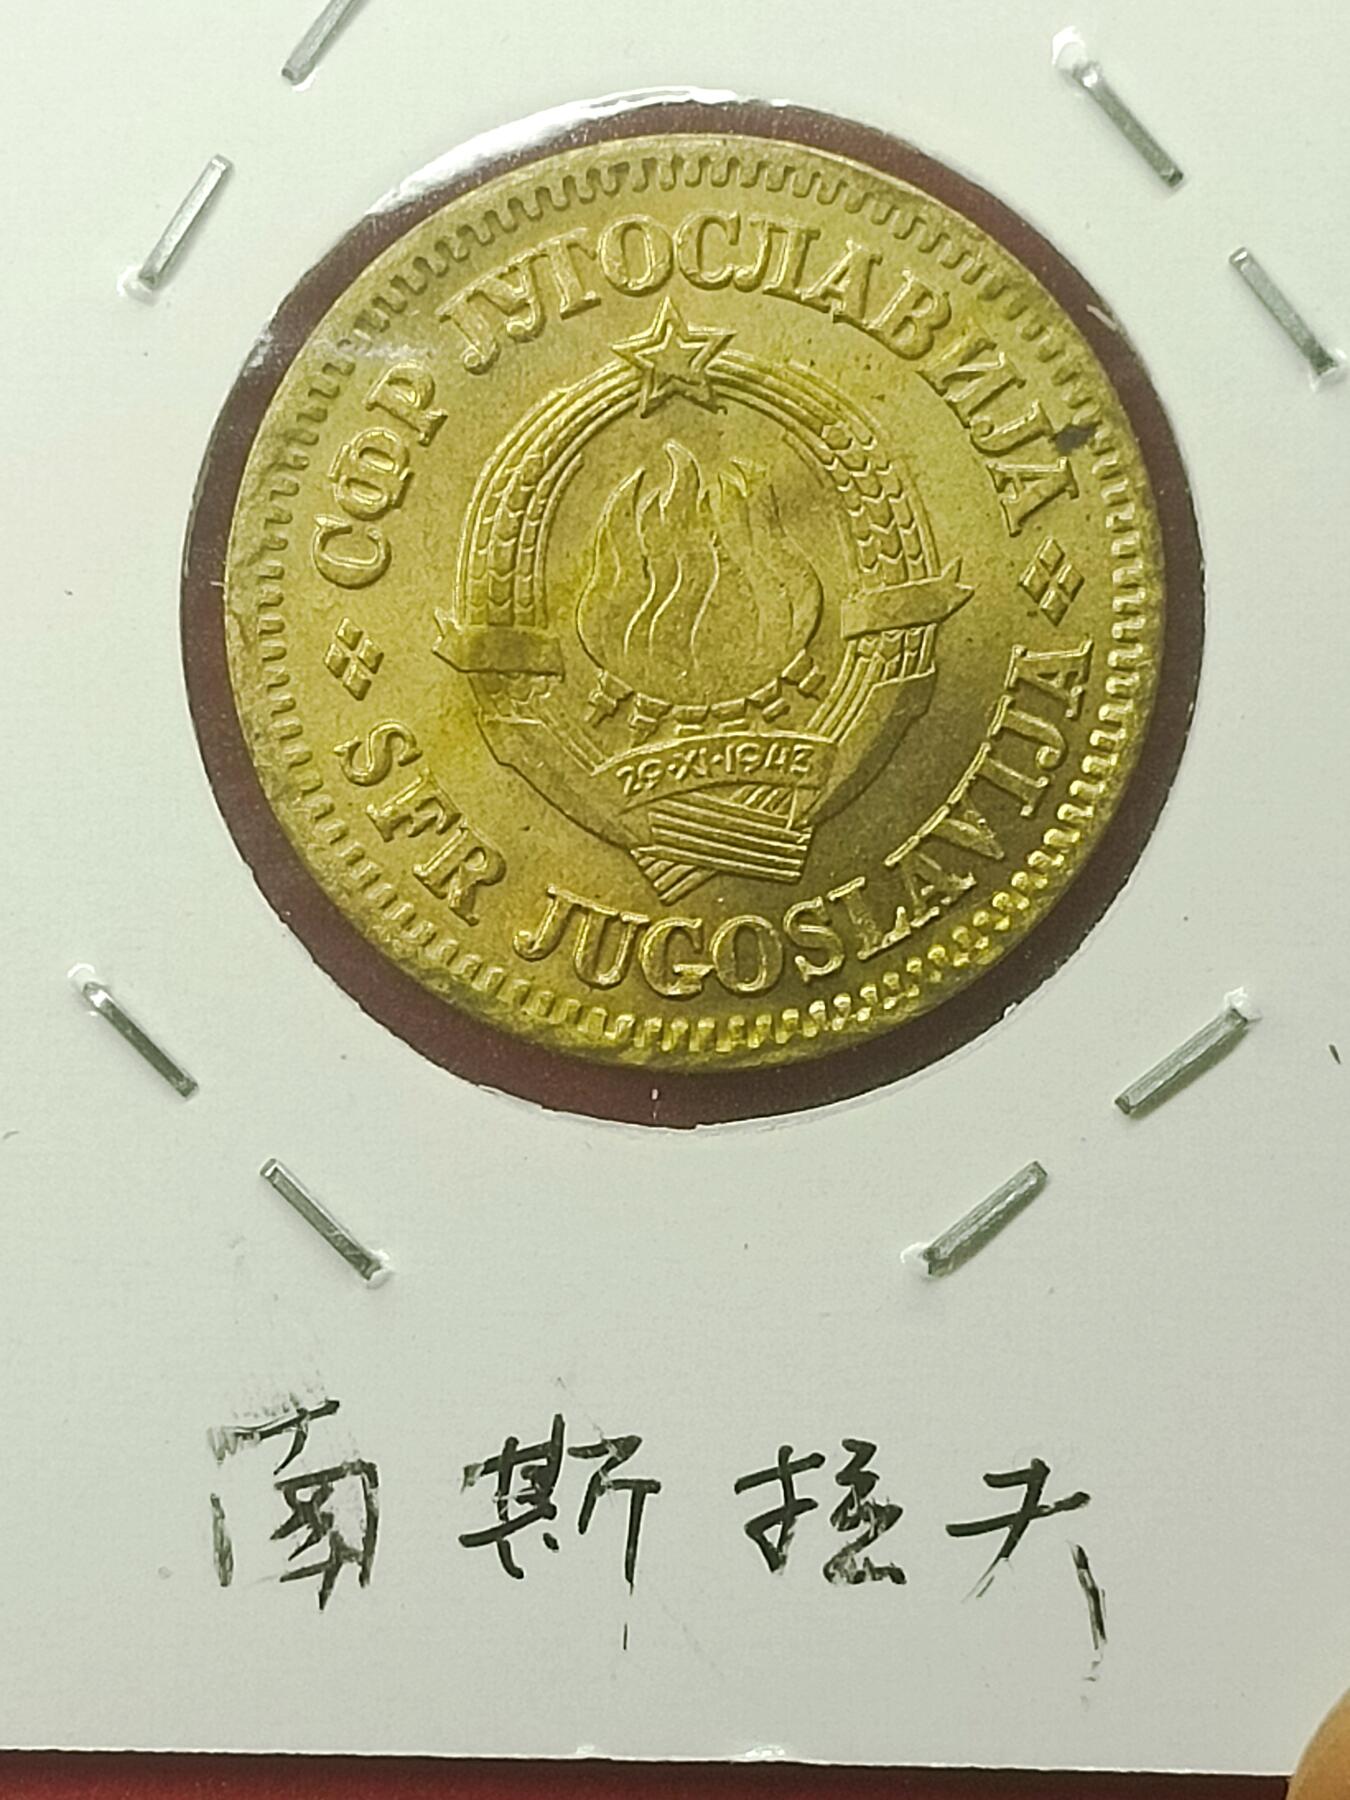 СФР ЈУГОСЛАВИЈА
SFR JUGOSLAVIJA
29·XI·1943
南斯拉夫